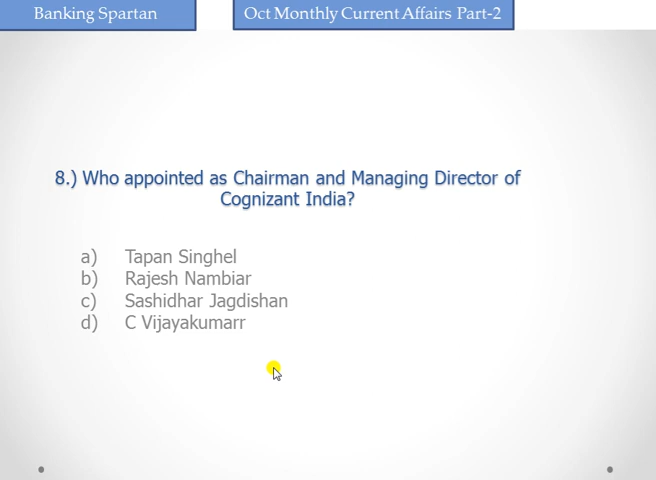 Banking Spartan
Oct Monthly Current Affairs Part-2
8.) Who appointed as Chairman and Managing Director of
Cognizant India?
a) Tapan Singhel
b) Rajesh Nambiar
c) Sashidhar Jagdishan
d) C Vijayakumarr